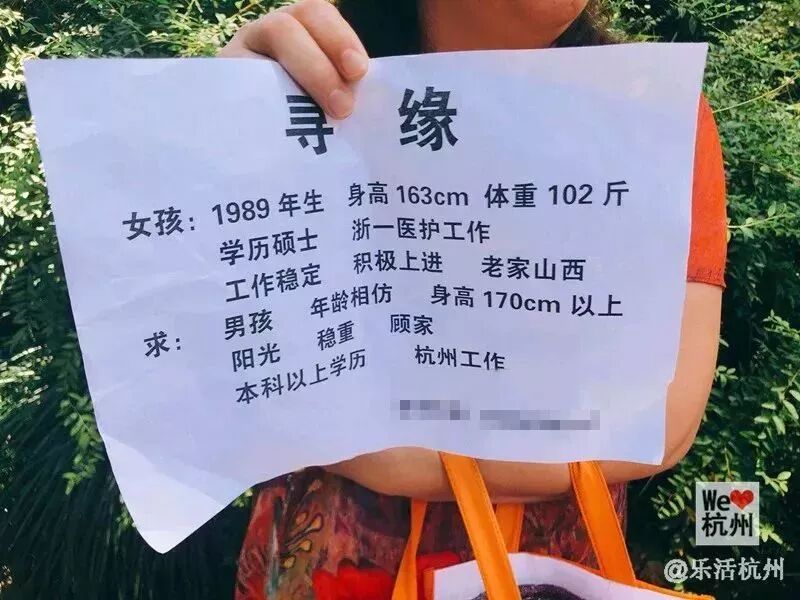 寻 缘
女孩：1989年生 身高163cm 体重102斤
学历硕士 浙一医护工作
工作稳定 积极上进 老家山西
求：男孩 年龄相仿 身高170cm以上
阳光 稳重 顾家
本科以上学历 杭州工作
We
杭州
@乐活杭州